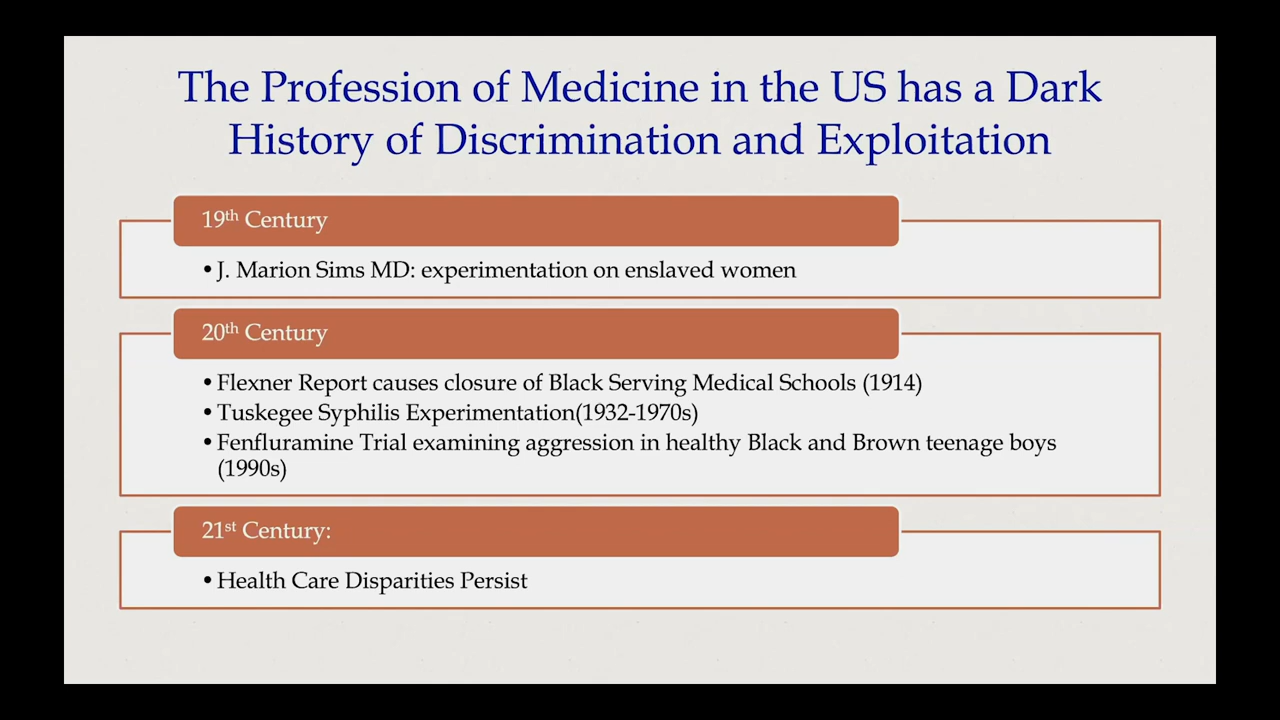 The Profession of Medicine in the US has a Dark
History of Discrimination and Exploitation
19th Century
•J. Marion Sims MD: experimentation on enslaved women
20th Century
•Flexner Report causes closure of Black Serving Medical Schools (1914)
•Tuskegee Syphilis Experimentation(1932-1970s)
•Fenfluramine Trial examining aggression in healthy Black and Brown teenage boys
(1990s)
21st Century:
•Health Care Disparities Persist